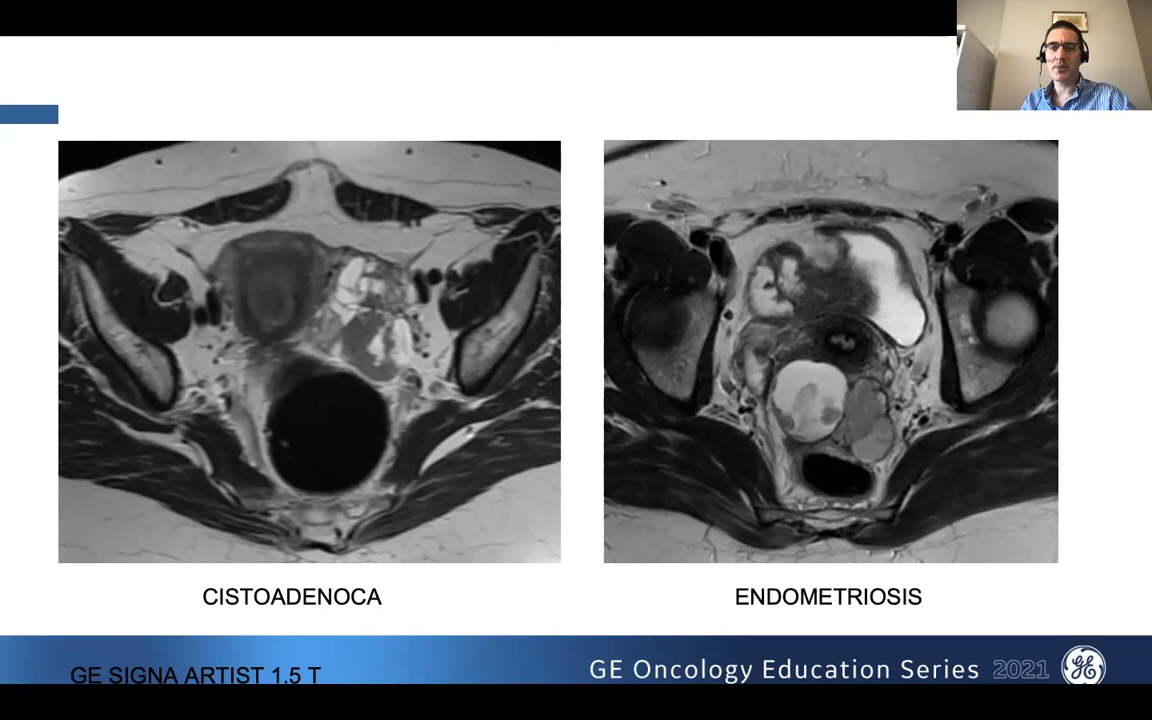 CISTOADENOCA
ENDOMETRIOSIS
GE SIGNA ARTIST 1.5 T
GE Oncology Education Series 2021